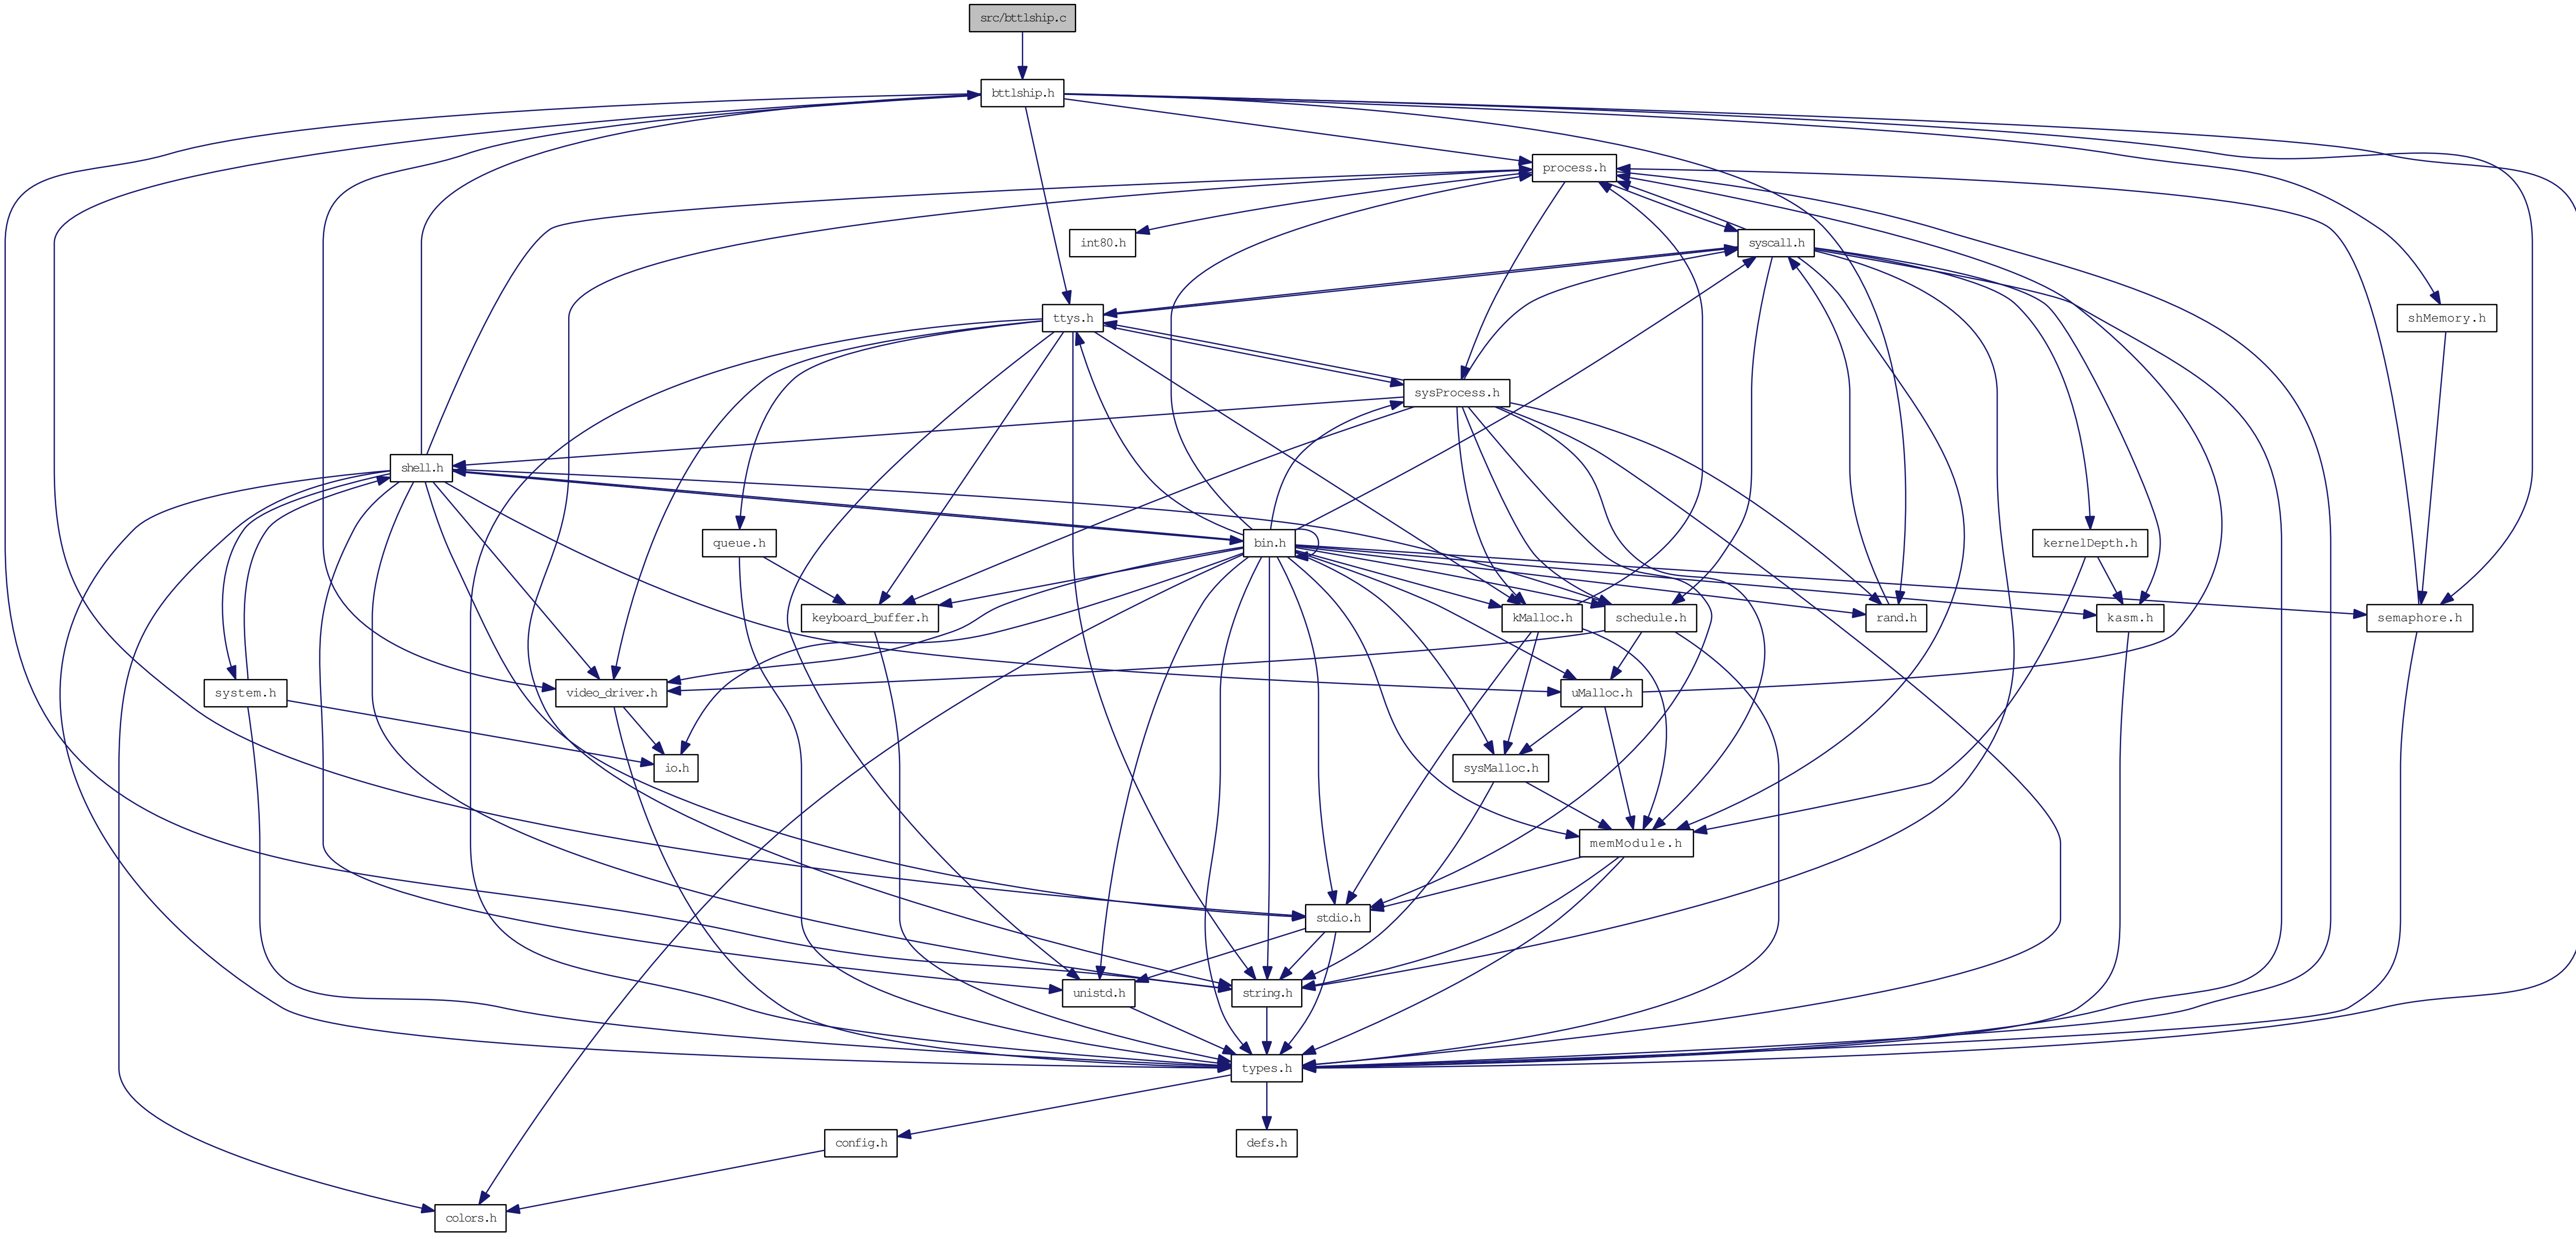 src/bttlship.c
bttlship.h
process.h
int80.h
syscall.h
ttys.h
shMemory.h
sysProcess.h
shell.h
queue.h
bin.h
kernelDepth.h
keyboard_buffer.h
kMalloc.h
schedule.h
rand.h
kasm.h
semaphore.h
system.h
video_driver.h
uMalloc.h
io.h
sysMalloc.h
memModule.h
stdio.h
unistd.h
string.h
types.h
config.h
defs.h
colors.h